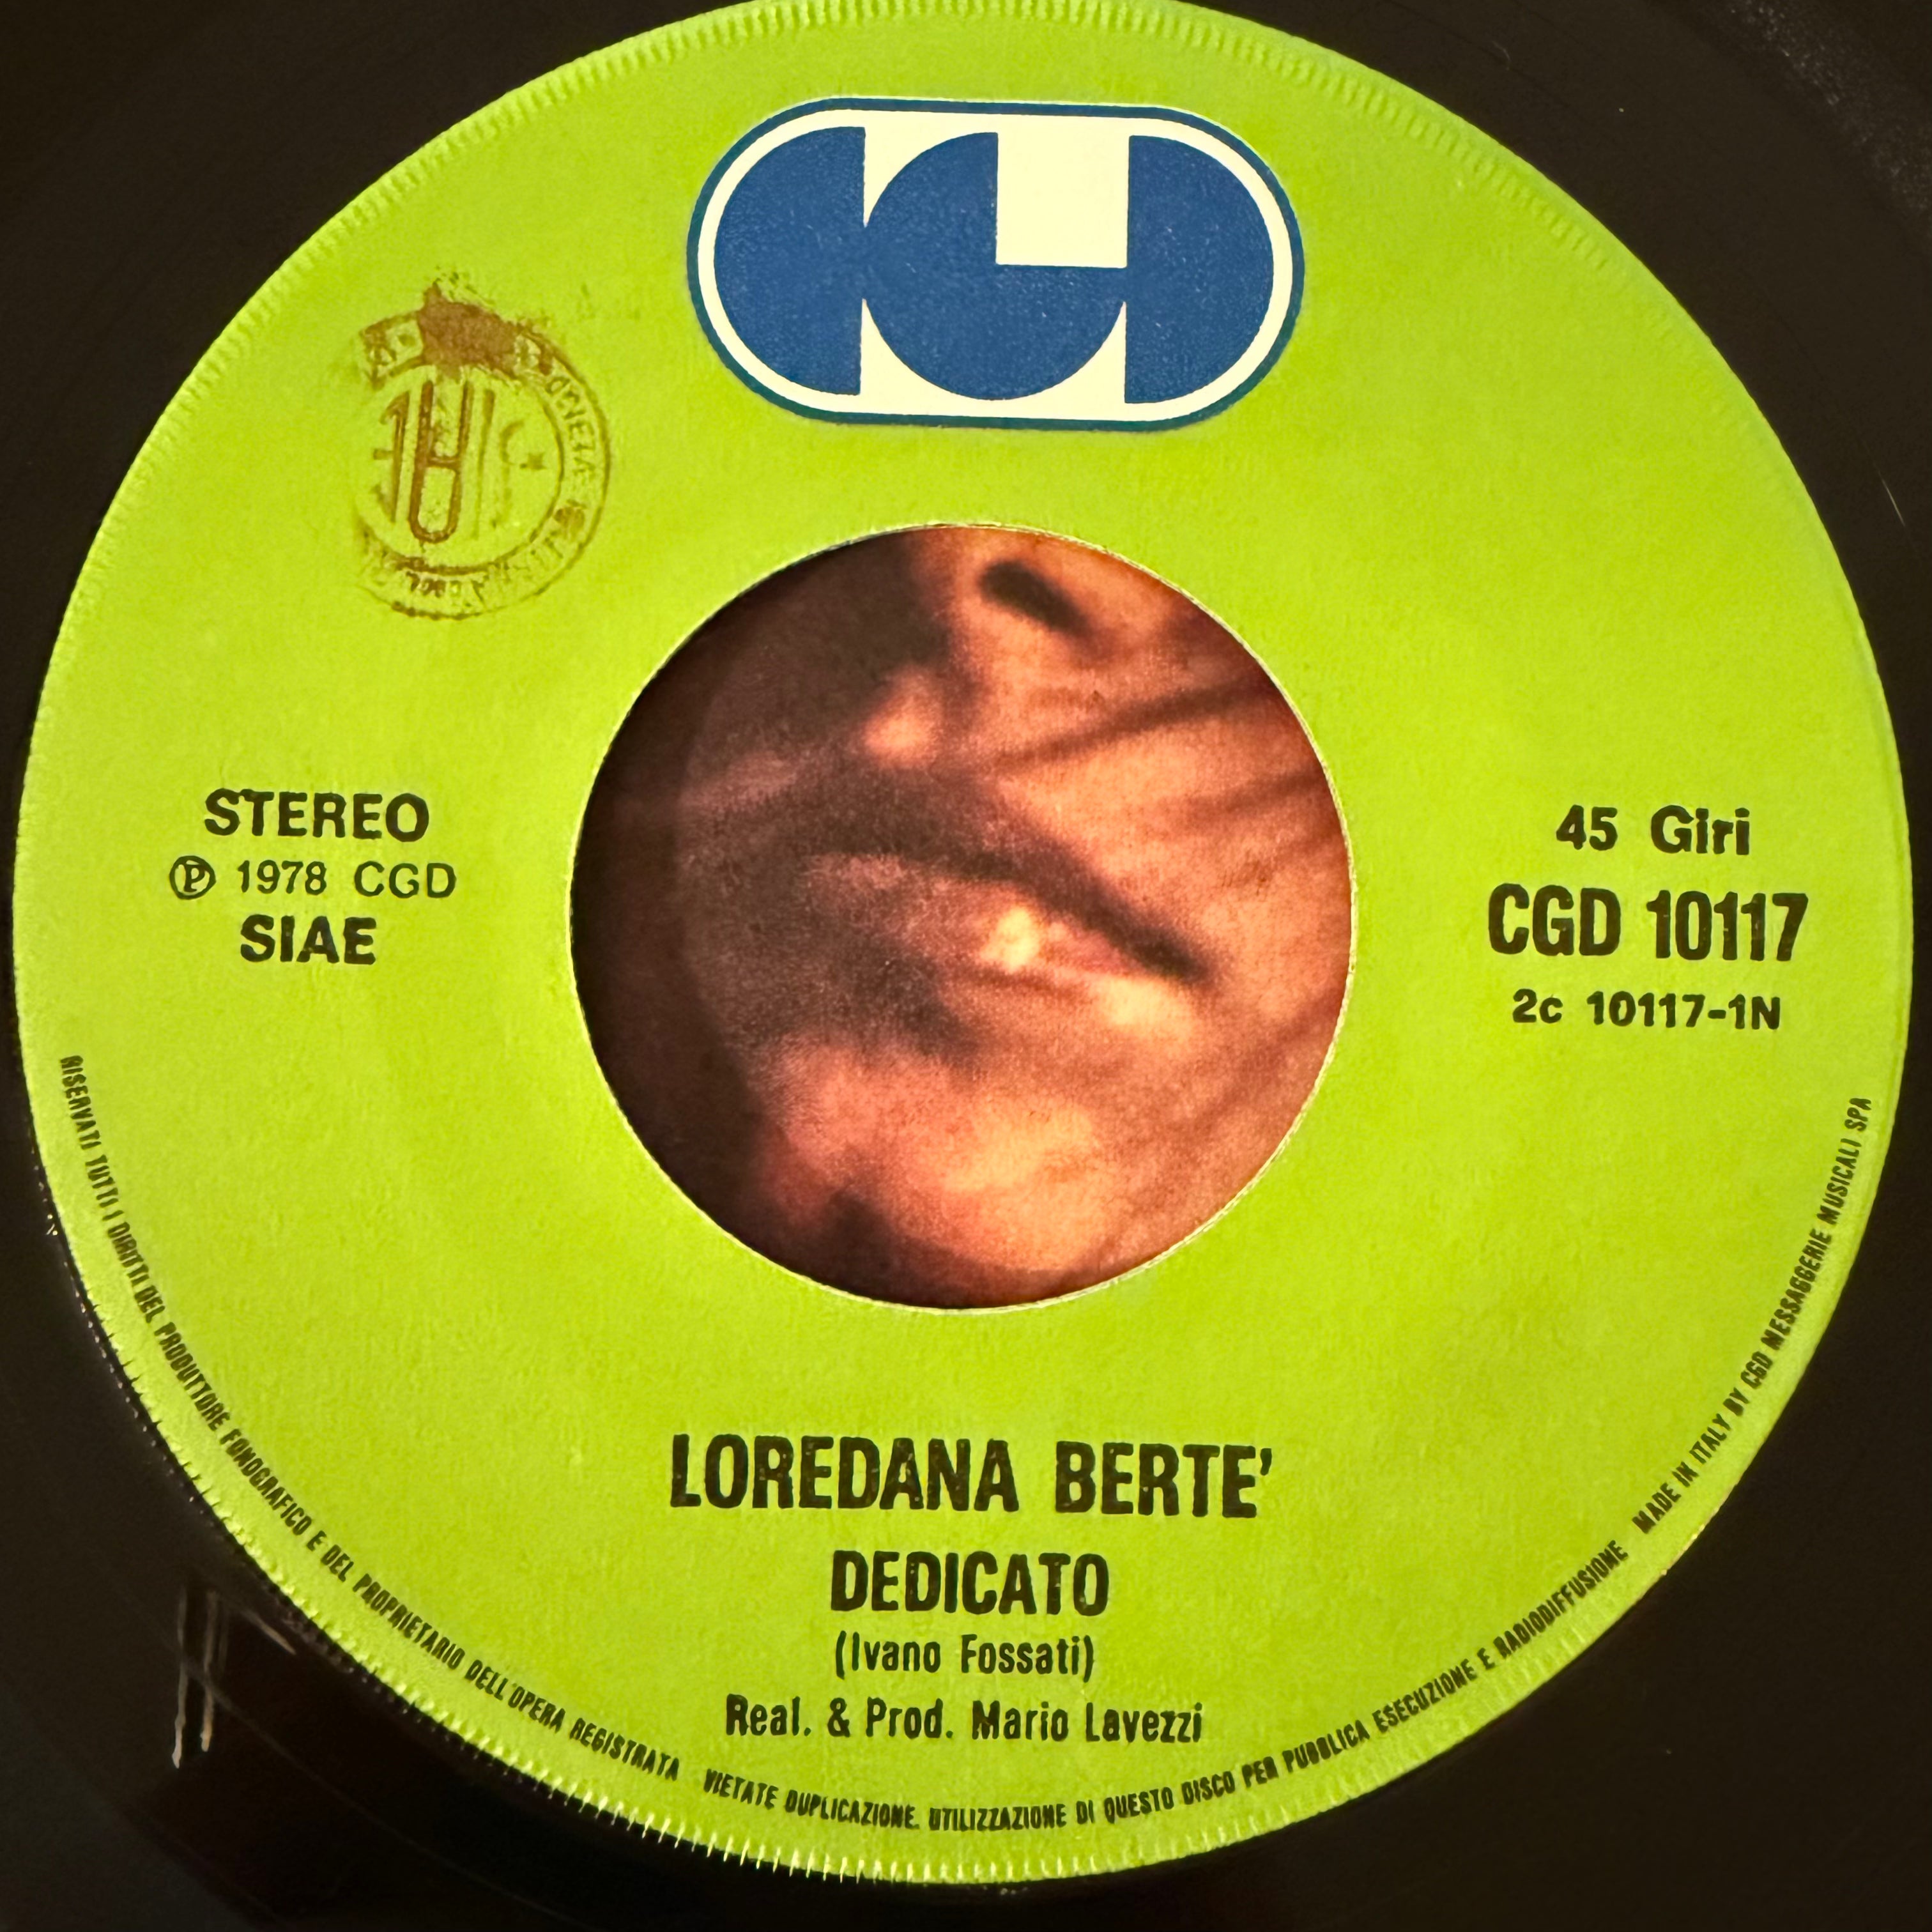 CGD
STEREO
℗ 1978 CGD
SIAE
45 Giri
CGD 10117
2c 10117-1N
LOREDANA BERTE'
DEDICATO
(Ivano Fossati)
Real. & Prod. Mario Lavezzi
RISERVATI TUTTI I DIRITTI DEL PRODUTTORE FONOGRAFICO E DEL PROPRIETARIO DELL'OPERA REGISTRATA VIETATE DUPLICAZIONE. UTILIZZAZIONE DI QUESTO DISCO PER PUBBLICA ESECUZIONE E RADIODIFFUSIONE MADE IN ITALY BY CGD MESSAGGERIE MUSICALI SPA